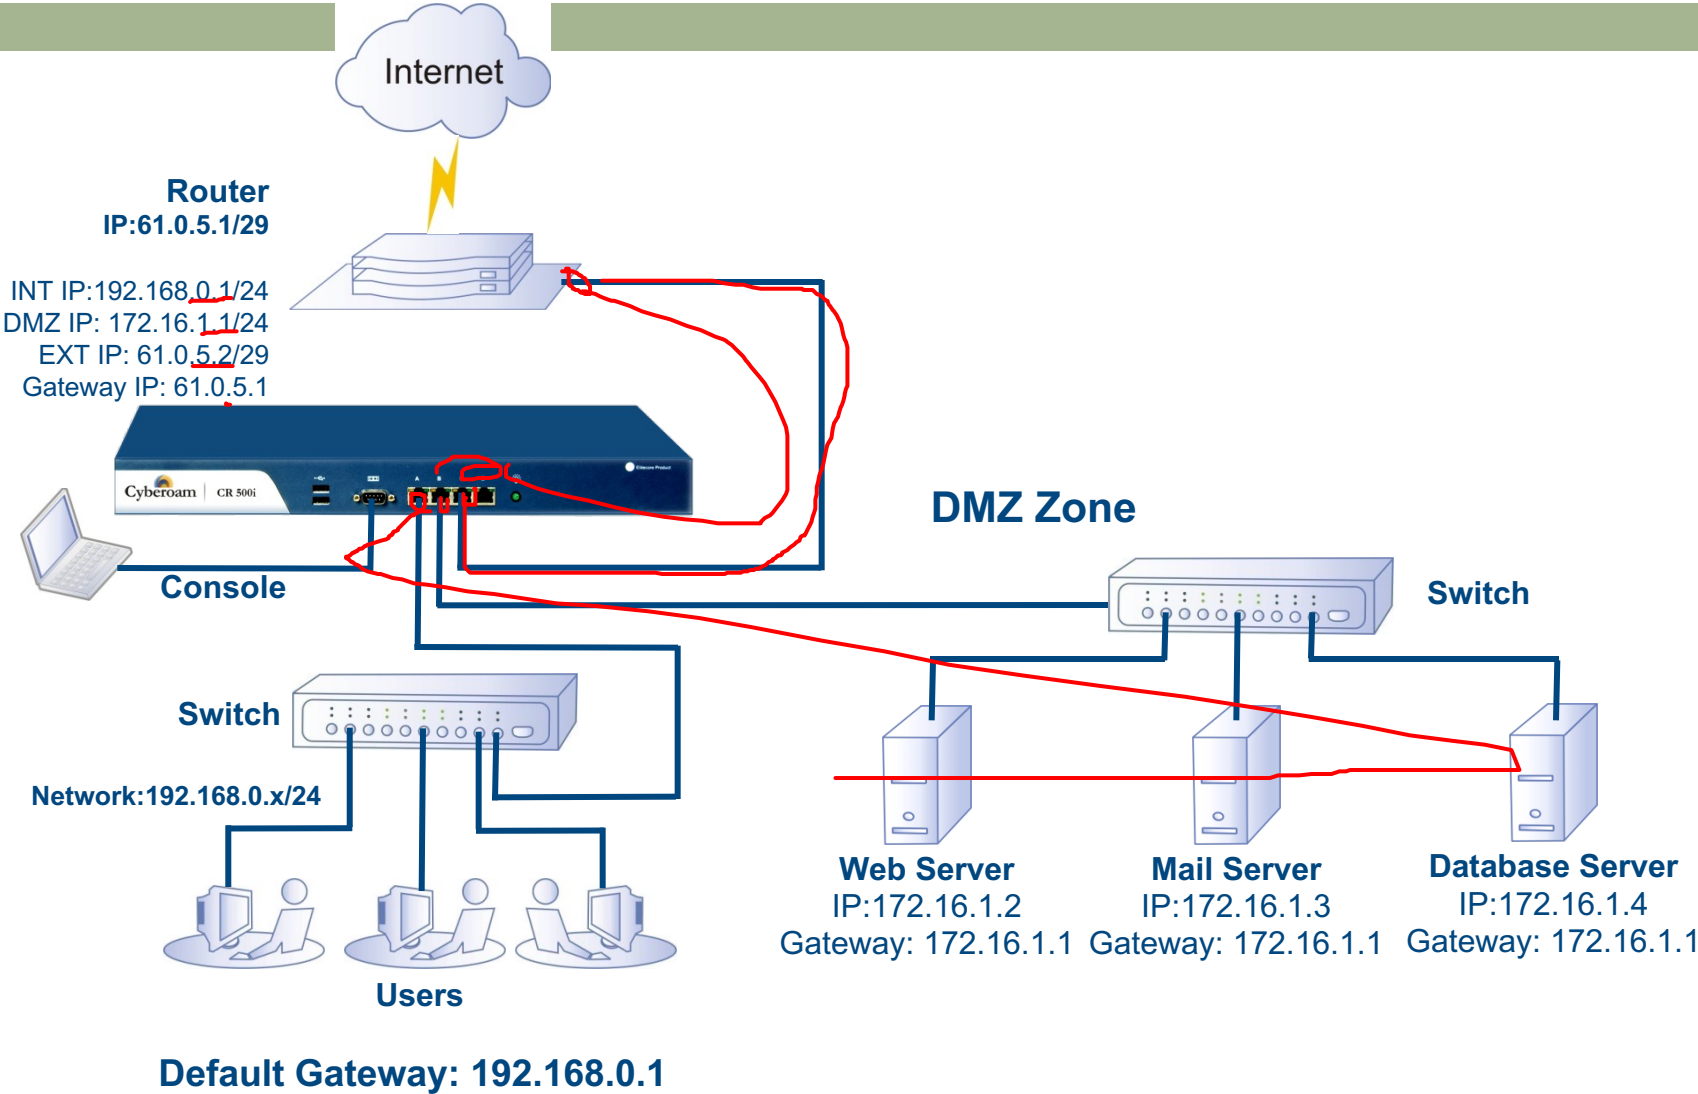 Internet
Router
IP:61.0.5.1/29
INT IP:192.168.0.1/24
DMZ IP: 172.16.1.1/24
EXT IP: 61.0.5.2/29
Gateway IP: 61.0.5.1
Elitecore Product
A B
Cyberoam | CR 500i
DMZ Zone
Console
Switch
Switch
Network:192.168.0.x/24
Web Server
IP:172.16.1.2
Gateway: 172.16.1.1
Mail Server
IP:172.16.1.3
Gateway: 172.16.1.1
Database Server
IP:172.16.1.4
Gateway: 172.16.1.1
Users
Default Gateway: 192.168.0.1